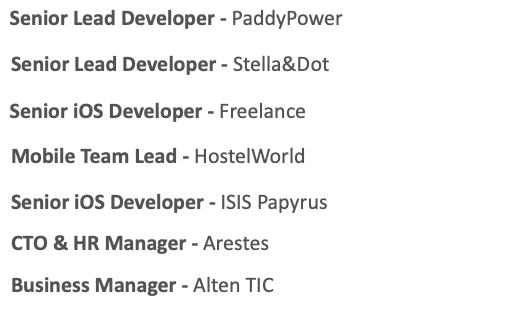 Senior Lead Developer - PaddyPower
Senior Lead Developer - Stella&Dot
Senior iOS Developer - Freelance
Mobile Team Lead - HostelWorld
Senior iOS Developer - ISIS Papyrus
CTO & HR Manager - Arestes
Business Manager - Alten TIC